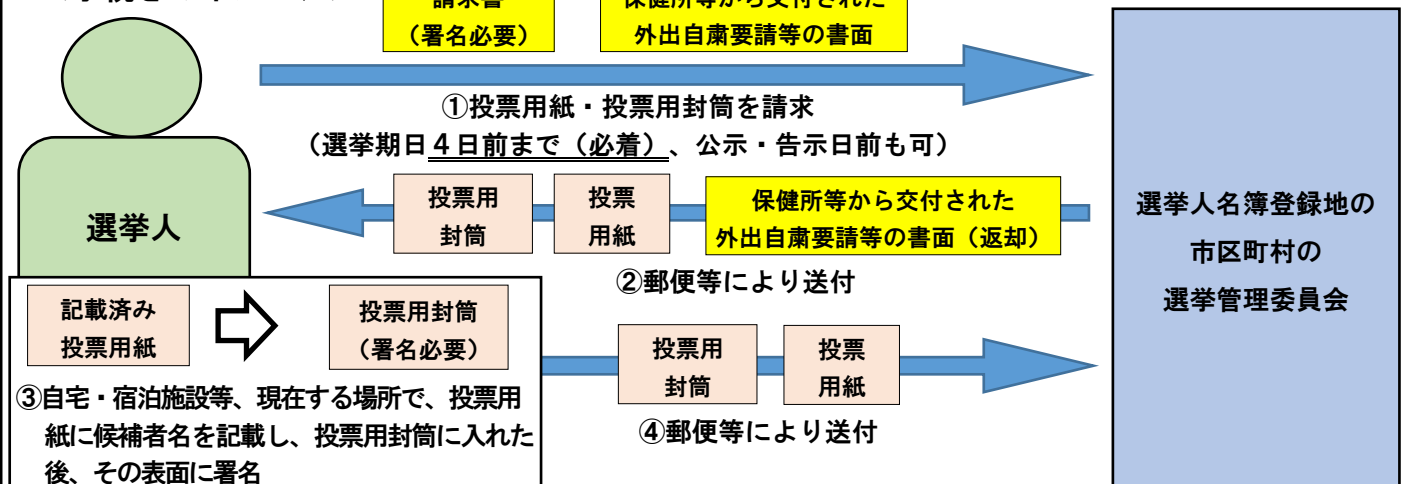 請求書
（署名必要）
保健所等から交付された
外出自粛要請等の書面
①投票用紙・投票用封筒を請求
（選挙期日４日前まで（必着）、公示・告示日前も可）
選挙人
投票用
封筒
投票
用紙
保健所等から交付された
外出自粛要請等の書面（返却）
②郵便等により送付
選挙人名簿登録地の
市区町村の
選挙管理委員会
記載済み
投票用紙
投票用封筒
（署名必要）
③自宅・宿泊施設等、現在する場所で、投票用
紙に候補者名を記載し、投票用封筒に入れた
後、その表面に署名
投票用
封筒
投票
用紙
④郵便等により送付